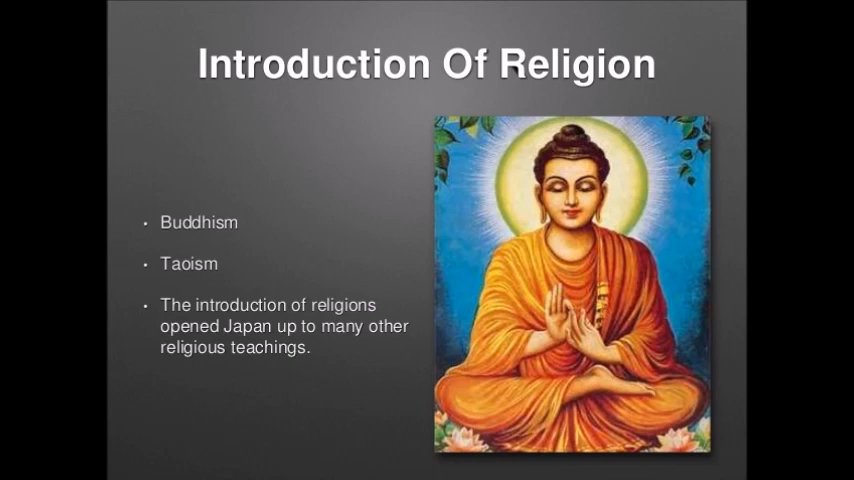 Introduction Of Religion
• Buddhism
• Taoism
• The introduction of religions
opened Japan up to many other
religious teachings.